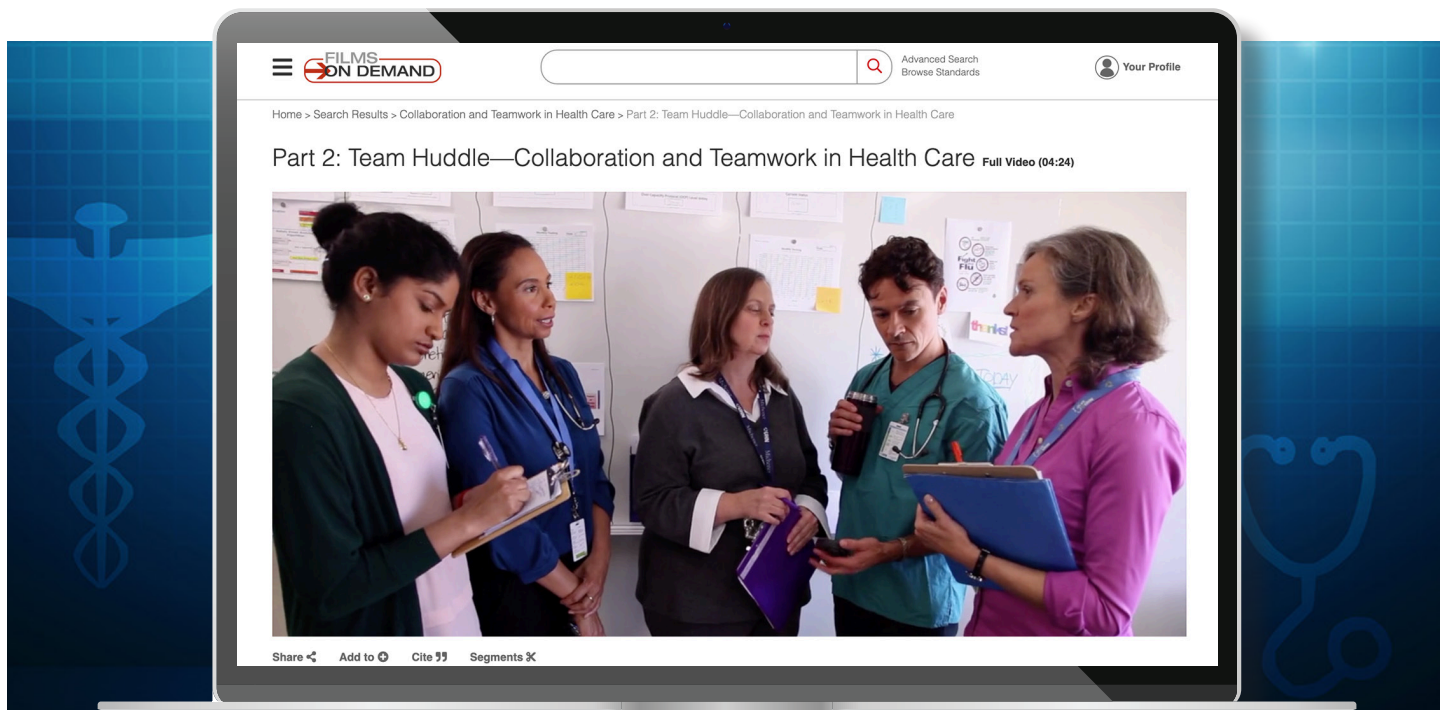 FILMS
ON DEMAND
Advanced Search
Browse Standards
Your Profile
Home > Search Results > Collaboration and Teamwork in Health Care > Part 2: Team Huddle—Collaboration and Teamwork in Health Care
Part 2: Team Huddle—Collaboration and Teamwork in Health Care Full Video (04:24)
Fight
Flu
thanks!
TODAY
Share
Add to
Cite
Segments